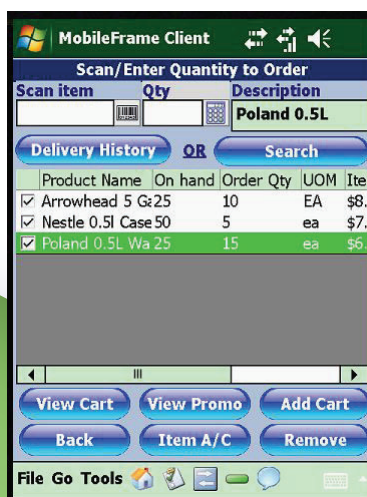 MobileFrame Client
Scan/Enter Quantity to Order
Scan item Qty Description
Poland 0.5L
Delivery History OR Search
Product Name On hand Order Qty UOM Ite
Arrowhead 5 Ga 25 10 EA $8.
Nestle 0.5l Case 50 5 ea $7.
Poland 0.5L Wa 25 15 ea $6.
View Cart View Promo Add Cart
Back Item A/C Remove
File Go Tools